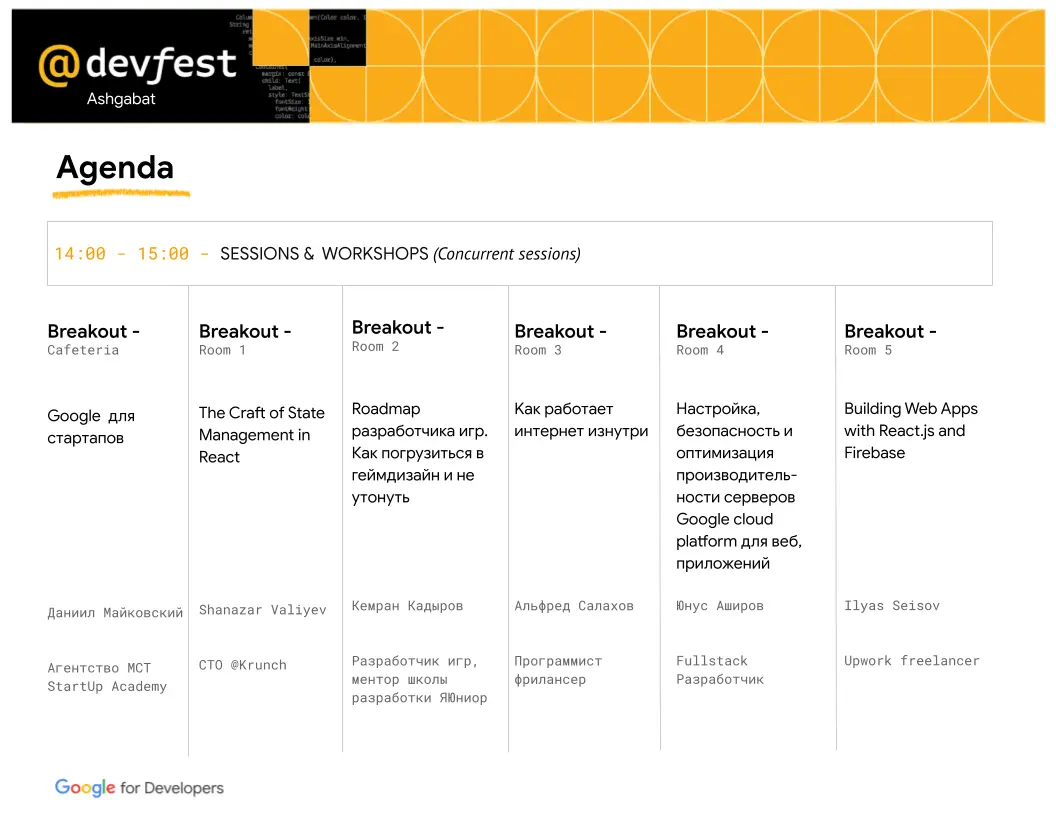 @devfest
Ashgabat
Agenda
14:00 - 15:00 - SESSIONS & WORKSHOPS (Concurrent sessions)
Breakout -
Cafeteria
Google для
стартапов
Даниил Майковский
Агентство МСТ
StartUp Academy
Breakout -
Room 1
The Craft of State
Management in
React
Shanazar Valiyev
CTO @Krunch
Breakout -
Room 2
Roadmap
разработчика игр.
Как погрузиться в
геймдизайн и не
утонуть
Кемран Кадыров
Разработчик игр,
ментор школы
разработки ЯЮниор
Breakout -
Room 3
Как работает
интернет изнутри
Альфред Салахов
Программист
фрилансер
Breakout -
Room 4
Настройка,
безопасность и
оптимизация
производитель-
ности серверов
Google cloud
platform для веб,
приложений
Юнус Аширов
Fullstack
Разработчик
Breakout -
Room 5
Building Web Apps
with React.js and
Firebase
Ilyas Seisov
Upwork freelancer
Google for Developers